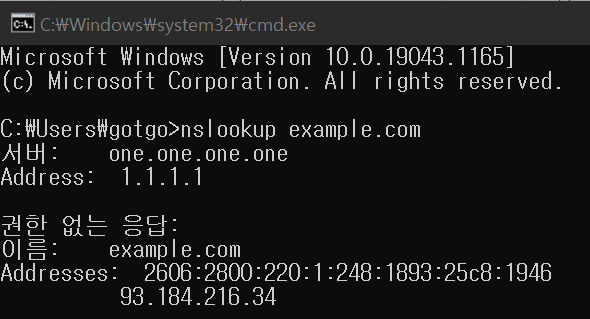 C:₩Windows₩system32₩cmd.exe
Microsoft Windows [Version 10.0.19043.1165]
(c) Microsoft Corporation. All rights reserved.
C:₩Users₩gotgo>nslookup example.com
서버:    one.one.one.one
Address:  1.1.1.1
권한 없는 응답:
이름:    example.com
Addresses:  2606:2800:220:1:248:1893:25c8:1946
93.184.216.34